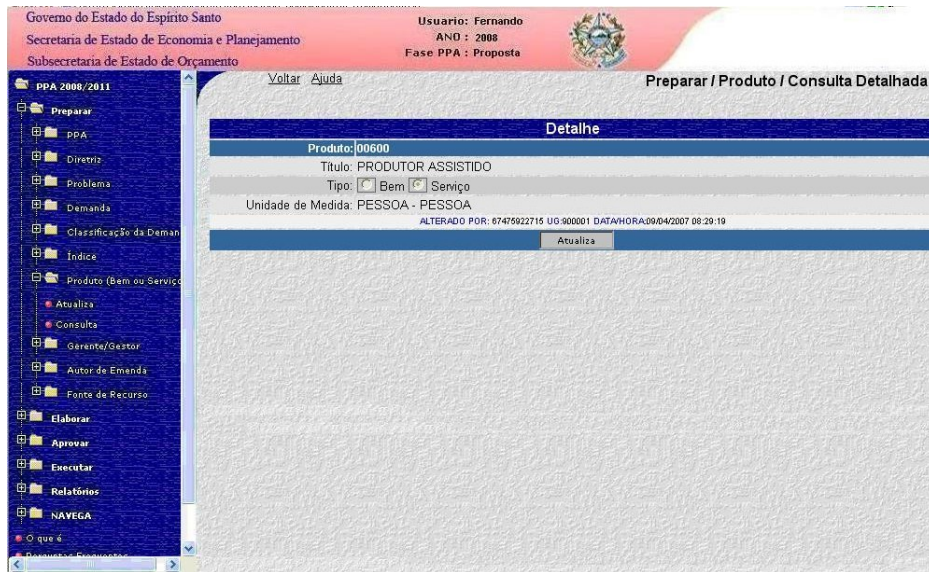 Governo do Estado do Espírito Santo
Secretaria de Estado de Economia e Planejamento
Subsecretaria de Estado de Orçamento
Usuario: Fernando
ANO : 2008
Fase PPA : Proposta
Voltar Ajuda
Preparar / Produto / Consulta Detalhada
PPA 2008/2011
Preparar
PPA
Diretriz
Problema
Demanda
Classificação da Deman
Índice
Produto (Bem ou Serviço
Atualiza
Consulta
Gerente/Gestor
Autor de Emenda
Fonte de Recurso
Elaborar
Aprovar
Executar
Relatórios
NAVEGA
O que é
Perguntas Frequentes
Detalhe
Produto: 00600
Título: PRODUTOR ASSISTIDO
Tipo: Bem Serviço
Unidade de Medida: PESSOA - PESSOA
ALTERADO POR: 67475922715 UG:900001 DATA/HORA:09/04/2007 08:29:19
Atualiza